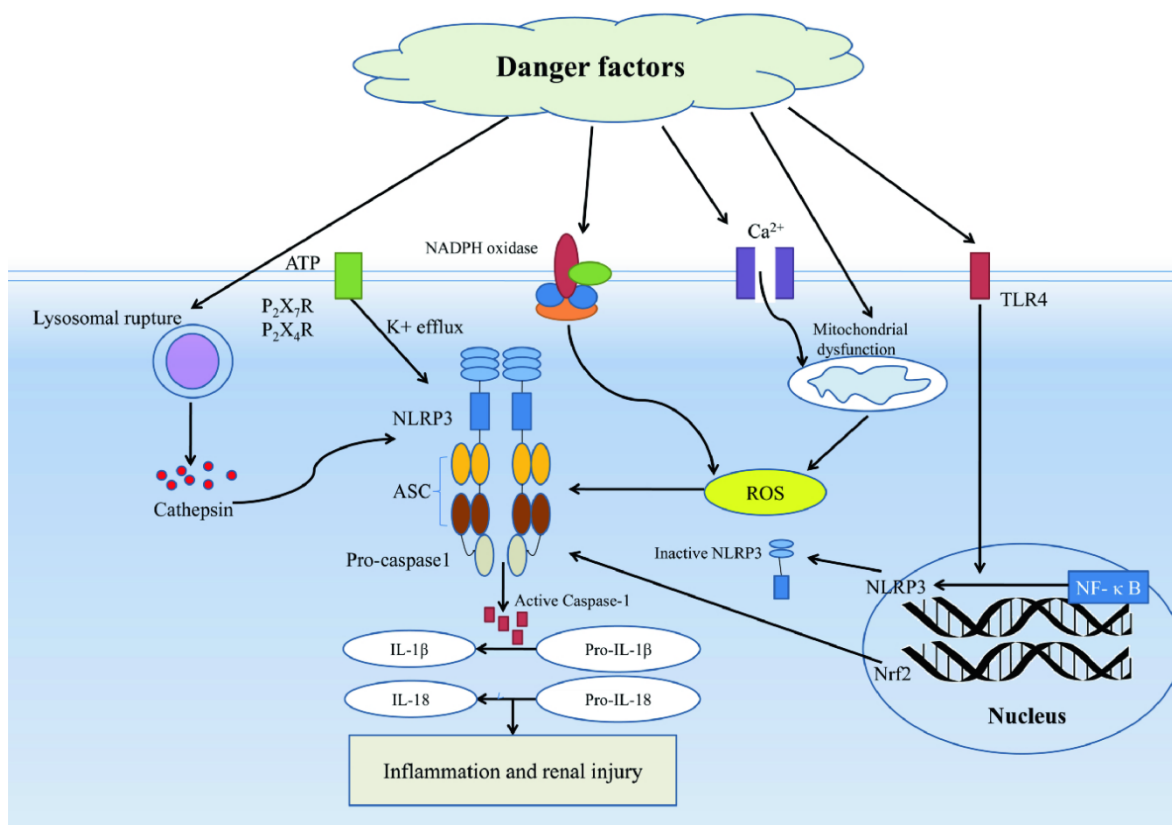 Danger factors
NADPH oxidase
Ca²⁺
ATP
TLR4
P₂X₇R
P₂X₄R
Lysosomal rupture
K+ efflux
Mitochondrial
dysfunction
NLRP3
ASC
ROS
Cathepsin
Pro-caspase1
Inactive NLRP3
NLRP3
NF- κ B
Active Caspase-1
IL-1β
Pro-IL-1β
Nrf2
IL-18
Pro-IL-18
Nucleus
Inflammation and renal injury